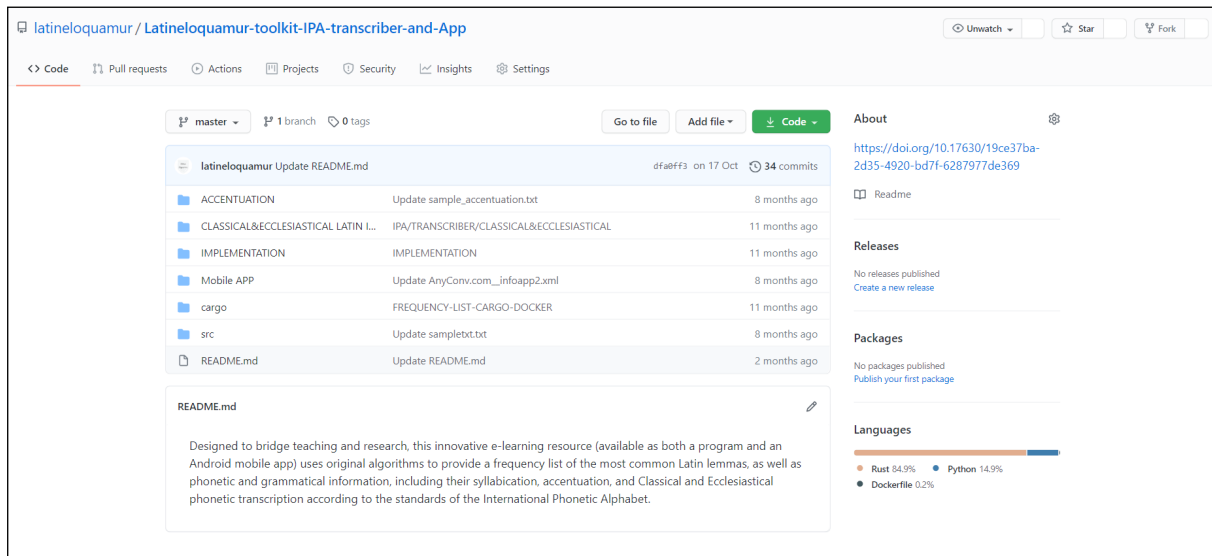 latineloquamur / Latineloquamur-toolkit-IPA-transcriber-and-App
Unwatch
Star
Fork
<> Code
Pull requests
Actions
Projects
Security
Insights
Settings
master
1 branch
0 tags
Go to file
Add file
Code
latineloquamur Update README.md
dfa0ff3 on 17 Oct
34 commits
ACCENTUATION Update sample_accentuation.txt 8 months ago
CLASSICAL&ECCLESIASTICAL LATIN I... IPA/TRANSCRIBER/CLASSICAL&ECCLESIASTICAL 11 months ago
IMPLEMENTATION IMPLEMENTATION 11 months ago
Mobile APP Update AnyConv.com__infoapp2.xml 8 months ago
cargo FREQUENCY-LIST-CARGO-DOCKER 11 months ago
src Update sampletxt.txt 8 months ago
README.md Update README.md 2 months ago
README.md
Designed to bridge teaching and research, this innovative e-learning resource (available as both a program and an
Android mobile app) uses original algorithms to provide a frequency list of the most common Latin lemmas, as well as
phonetic and grammatical information, including their syllabication, accentuation, and Classical and Ecclesiastical
phonetic transcription according to the standards of the International Phonetic Alphabet.
About
https://doi.org/10.17630/19ce37ba-
2d35-4920-bd7f-6287977de369
Readme
Releases
No releases published
Create a new release
Packages
No packages published
Publish your first package
Languages
Rust 84.9% Python 14.9%
Dockerfile 0.2%